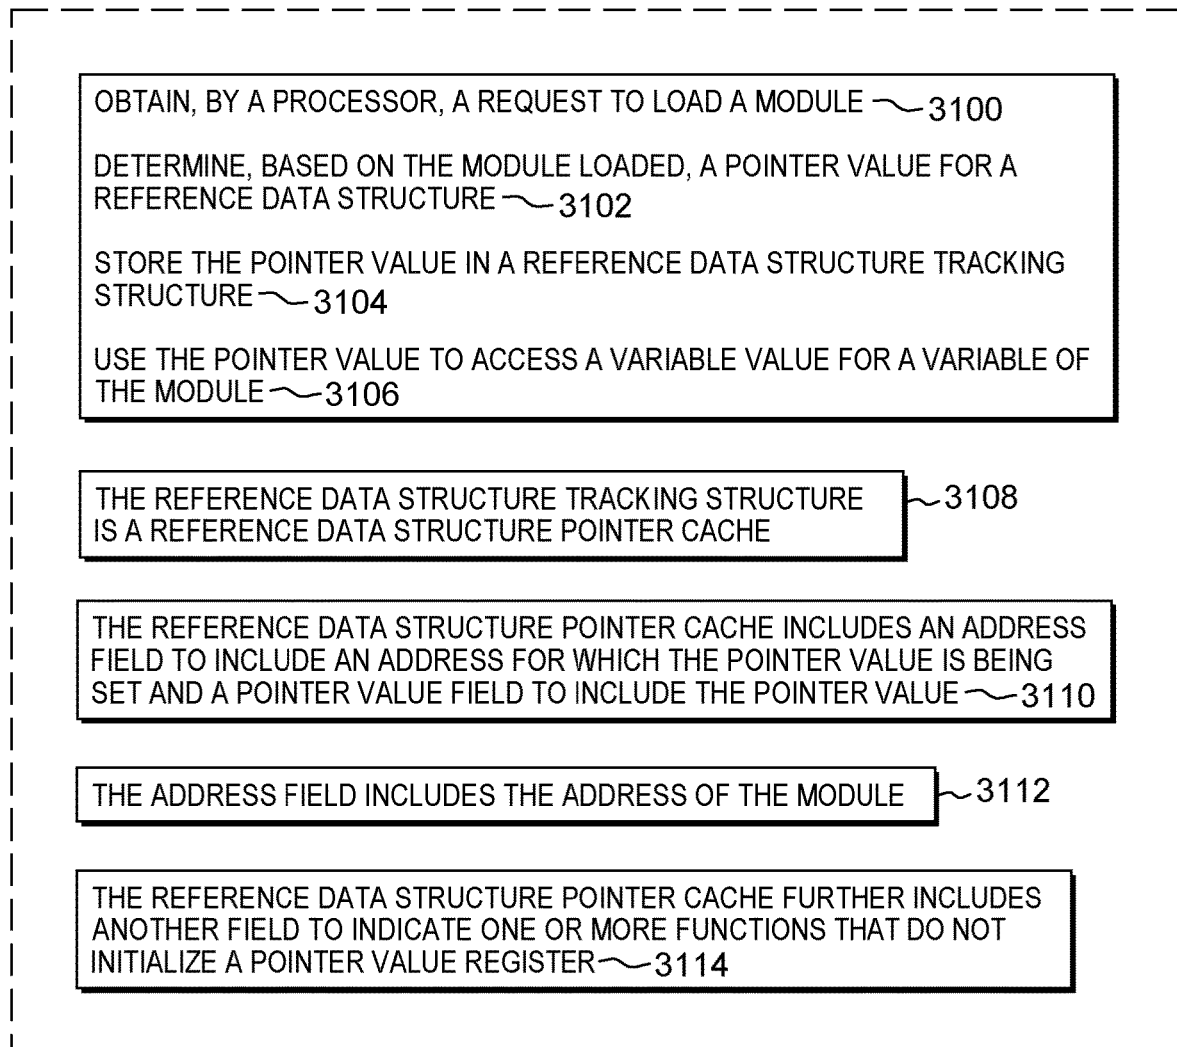 OBTAIN, BY A PROCESSOR, A REQUEST TO LOAD A MODULE 3100
DETERMINE, BASED ON THE MODULE LOADED, A POINTER VALUE FOR A
REFERENCE DATA STRUCTURE 3102
STORE THE POINTER VALUE IN A REFERENCE DATA STRUCTURE TRACKING
STRUCTURE 3104
USE THE POINTER VALUE TO ACCESS A VARIABLE VALUE FOR A VARIABLE OF
THE MODULE 3106
THE REFERENCE DATA STRUCTURE TRACKING STRUCTURE 3108
IS A REFERENCE DATA STRUCTURE POINTER CACHE
THE REFERENCE DATA STRUCTURE POINTER CACHE INCLUDES AN ADDRESS
FIELD TO INCLUDE AN ADDRESS FOR WHICH THE POINTER VALUE IS BEING
SET AND A POINTER VALUE FIELD TO INCLUDE THE POINTER VALUE 3110
THE ADDRESS FIELD INCLUDES THE ADDRESS OF THE MODULE 3112
THE REFERENCE DATA STRUCTURE POINTER CACHE FURTHER INCLUDES
ANOTHER FIELD TO INDICATE ONE OR MORE FUNCTIONS THAT DO NOT
INITIALIZE A POINTER VALUE REGISTER 3114